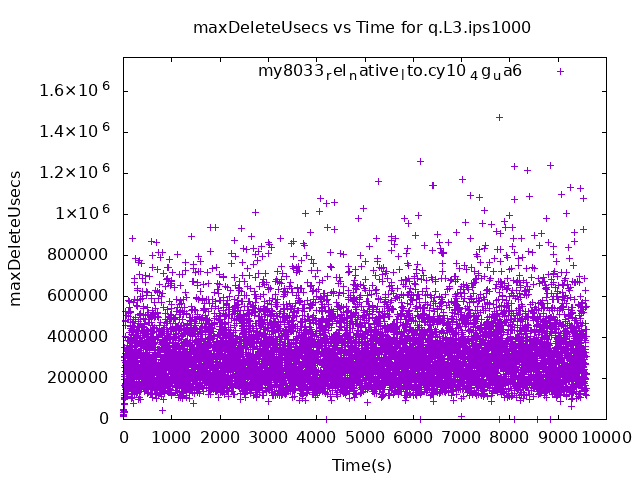 maxDeleteUsecs vs Time for q.L3.ips1000
my8033relnativelto.cy104gua6
1.6×10^6
1.4×10^6
1.2×10^6
1×10^6
800000
600000
400000
200000
0
maxDeleteUsecs
0 1000 2000 3000 4000 5000 6000 7000 8000 9000 10000
Time(s)